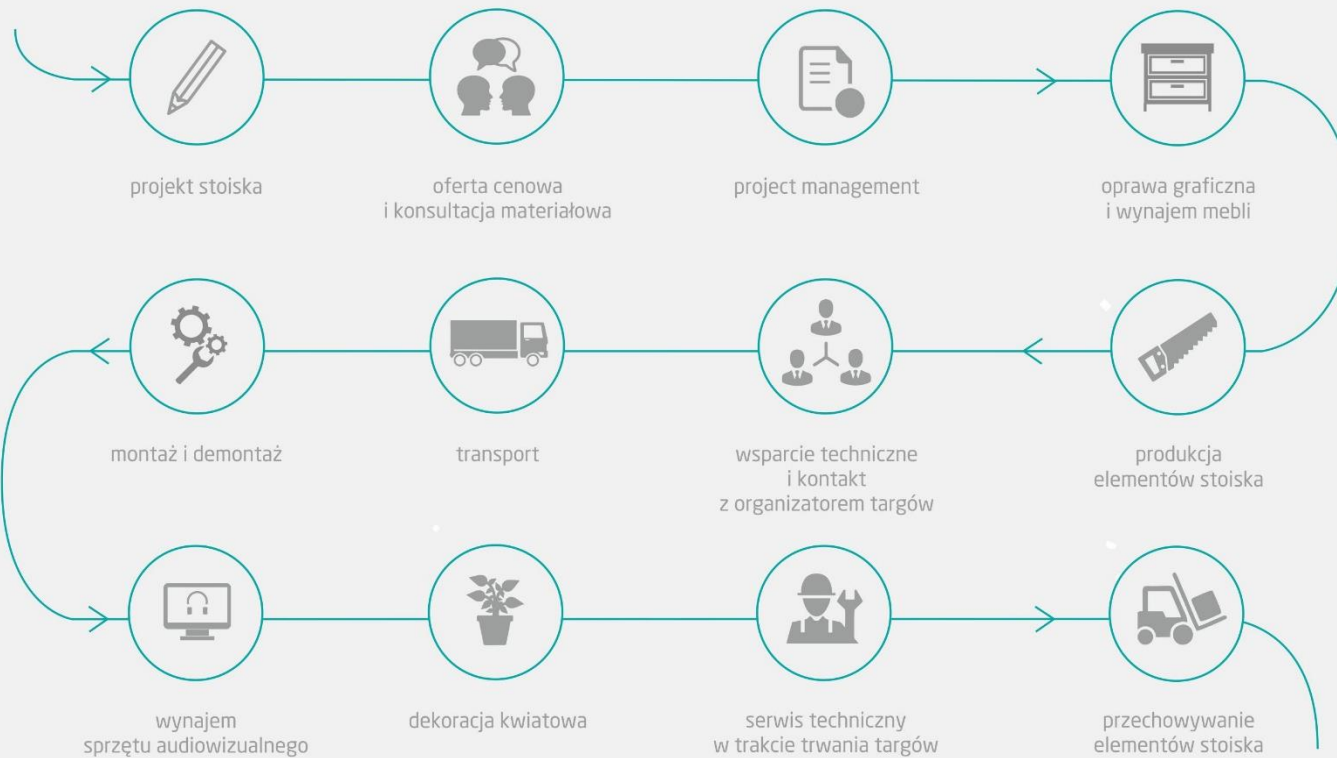 projekt stoiska
oferta cenowa
i konsultacja materiałowa
project management
oprawa graficzna
i wynajem mebli
montaż i demontaż
transport
wsparcie techniczne
i kontakt
z organizatorem targów
produkcja
elementów stoiska
wynajem
sprzętu audiowizualnego
dekoracja kwiatowa
serwis techniczny
w trakcie trwania targów
przechowywanie
elementów stoiska